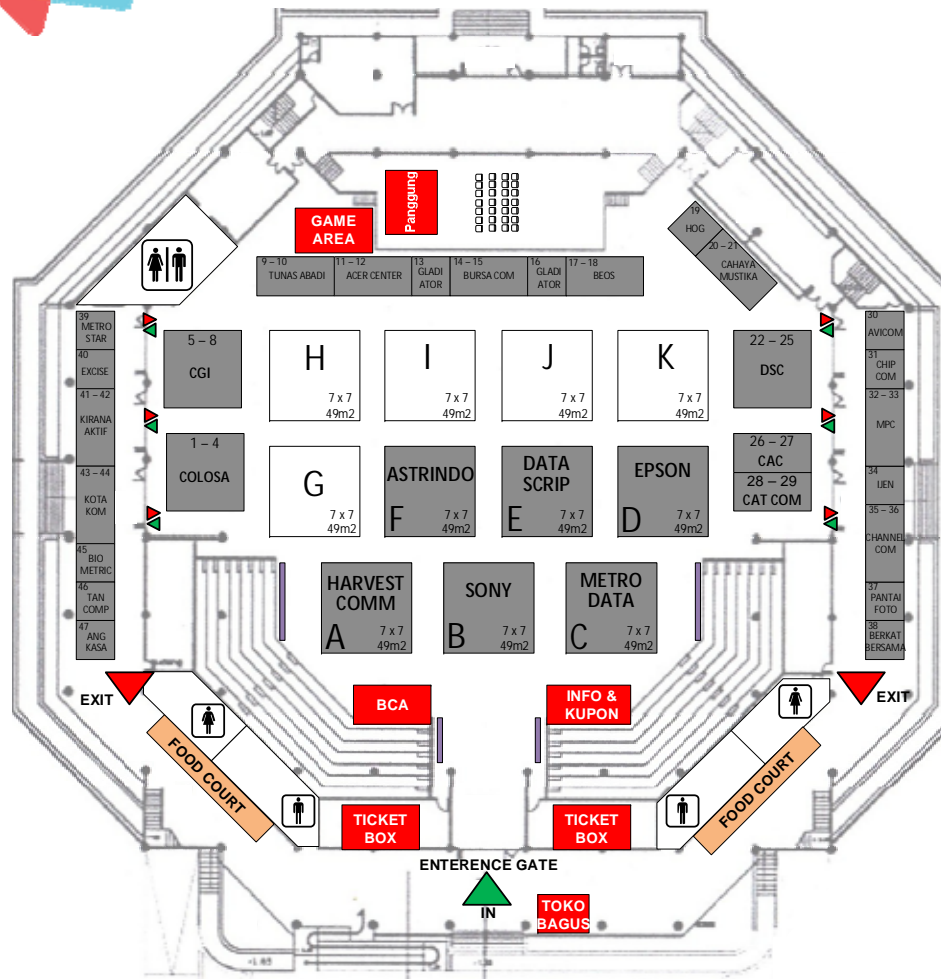 Panggung
GAME
AREA
19
HOG
20 – 21
CAHAYA
MUSTIKA
9 – 10
TUNAS ABADI
11 – 12
ACER CENTER
13
GLADI
ATOR
14 – 15
BURSA COM
16
GLADI
ATOR
17 – 18
BEOS
39
METRO
STAR
40
EXCISE
41 – 42
KIRANA
AKTIF
43 – 44
KOTA
KOM
45
BIO
METRIC
46
TAN
COMP
47
ANG
KASA
5 – 8
CGI
1 – 4
COLOSA
H
7 x 7
49m2
I
7 x 7
49m2
J
7 x 7
49m2
K
7 x 7
49m2
22 – 25
DSC
26 – 27
CAC
28 – 29
CAT COM
30
AVICOM
31
CHIP
COM
32 – 33
MPC
34
IJEN
35 – 36
CHANNEL
COM
37
PANTAI
FOTO
38
BERKAT
BERSAMA
G
7 x 7
49m2
ASTRINDO
F
7 x 7
49m2
DATA
SCRIP
E
7 x 7
49m2
EPSON
D
7 x 7
49m2
HARVEST
COMM
A
7 x 7
49m2
SONY
B
7 x 7
49m2
METRO
DATA
C
7 x 7
49m2
EXIT
BCA
INFO &
KUPON
EXIT
FOOD COURT
FOOD COURT
TICKET
BOX
TICKET
BOX
ENTERENCE GATE
IN
TOKO
BAGUS